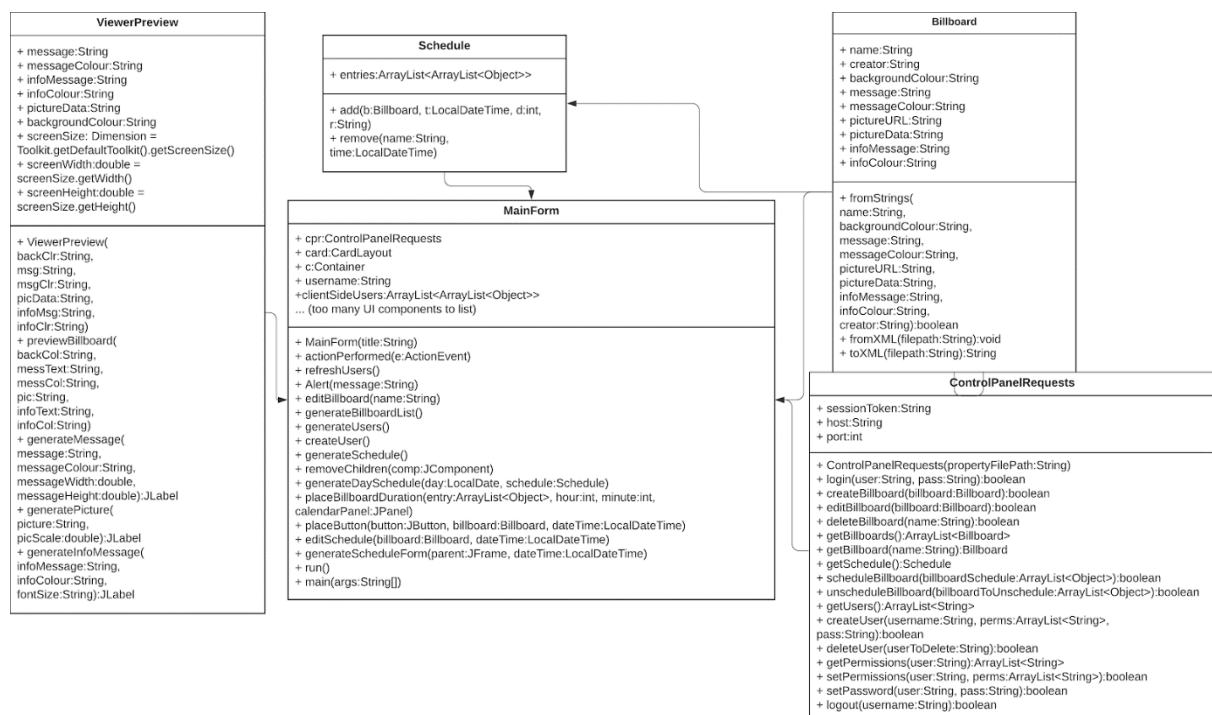 ViewerPreview
+ message:String
+ messageColour:String
+ infoMessage:String
+ infoColour:String
+ pictureData:String
+ backgroundColour:String
+ screenSize: Dimension =
Toolkit.getDefaultToolkit().getScreenSize()
+ screenWidth:double =
screenSize.getWidth()
+ screenHeight:double =
screenSize.getHeight()
+ ViewerPreview(
backClr:String,
msg:String,
msgClr:String,
picData:String,
infoMsg:String,
infoClr:String)
+ previewBillboard(
backCol:String,
messText:String,
messCol:String,
pic:String,
infoText:String,
infoCol:String)
+ generateMessage(
message:String,
messageColour:String,
messageWidth:double,
messageHeight:double):JLabel
+ generatePicture(
picture:String,
picScale:double):JLabel
+ generateInfoMessage(
infoMessage:String,
infoColour:String,
fontSize:String):JLabel
Schedule
+ entries:ArrayList<ArrayList<Object>>
+ add(b:Billboard, t:LocalDateTime, d:int,
r:String)
+ remove(name:String,
time:LocalDateTime)
MainForm
+ cpr:ControlPanelRequests
+ card:CardLayout
+ c:Container
+ username:String
+clientSideUsers:ArrayList<ArrayList<Object>>
... (too many UI components to list)
+ MainForm(title:String)
+ actionPerformed(e:ActionEvent)
+ refreshUsers()
+ Alert(message:String)
+ editBillboard(name:String)
+ generateBillboardList()
+ generateUsers()
+ createUser()
+ generateSchedule()
+ removeChildren(comp:JComponent)
+ generateDaySchedule(day:LocalDate, schedule:Schedule)
+ placeBillboardDuration(entry:ArrayList<Object>, hour:int, minute:int,
calendarPanel:JPanel)
+ placeButton(button:JButton, billboard:Billboard, dateTime:LocalDateTime)
+ editSchedule(billboard:Billboard, dateTime:LocalDateTime)
+ generateScheduleForm(parent:JFrame, dateTime:LocalDateTime)
+ run()
+ main(args:String[])
Billboard
+ name:String
+ creator:String
+ backgroundColour:String
+ message:String
+ messageColour:String
+ pictureURL:String
+ pictureData:String
+ infoMessage:String
+ infoColour:String
+ fromStrings(
name:String,
backgroundColour:String,
message:String,
messageColour:String,
pictureURL:String,
pictureData:String,
infoMessage:String,
infoColour:String,
creator:String):boolean
+ fromXML(filepath:String):void
+ toXML(filepath:String):String
ControlPanelRequests
+ sessionToken:String
+ host:String
+ port:int
+ ControlPanelRequests(propertyFilePath:String)
+ login(user:String, pass:String):boolean
+ createBillboard(billboard:Billboard):boolean
+ editBillboard(billboard:Billboard):boolean
+ deleteBillboard(name:String):boolean
+ getBillboards():ArrayList<Billboard>
+ getBillboard(name:String):Billboard
+ getSchedule():Schedule
+ scheduleBillboard(billboardSchedule:ArrayList<Object>):boolean
+ unscheduleBillboard(billboardToUnschedule:ArrayList<Object>):boolean
+ getUsers():ArrayList<String>
+ createUser(username:String, perms:ArrayList<String>,
pass:String):boolean
+ deleteUser(userToDelete:String):boolean
+ getPermissions(user:String):ArrayList<String>
+ setPermissions(user:String, perms:ArrayList<String>):boolean
+ setPassword(user:String, pass:String):boolean
+ logout(username:String):boolean